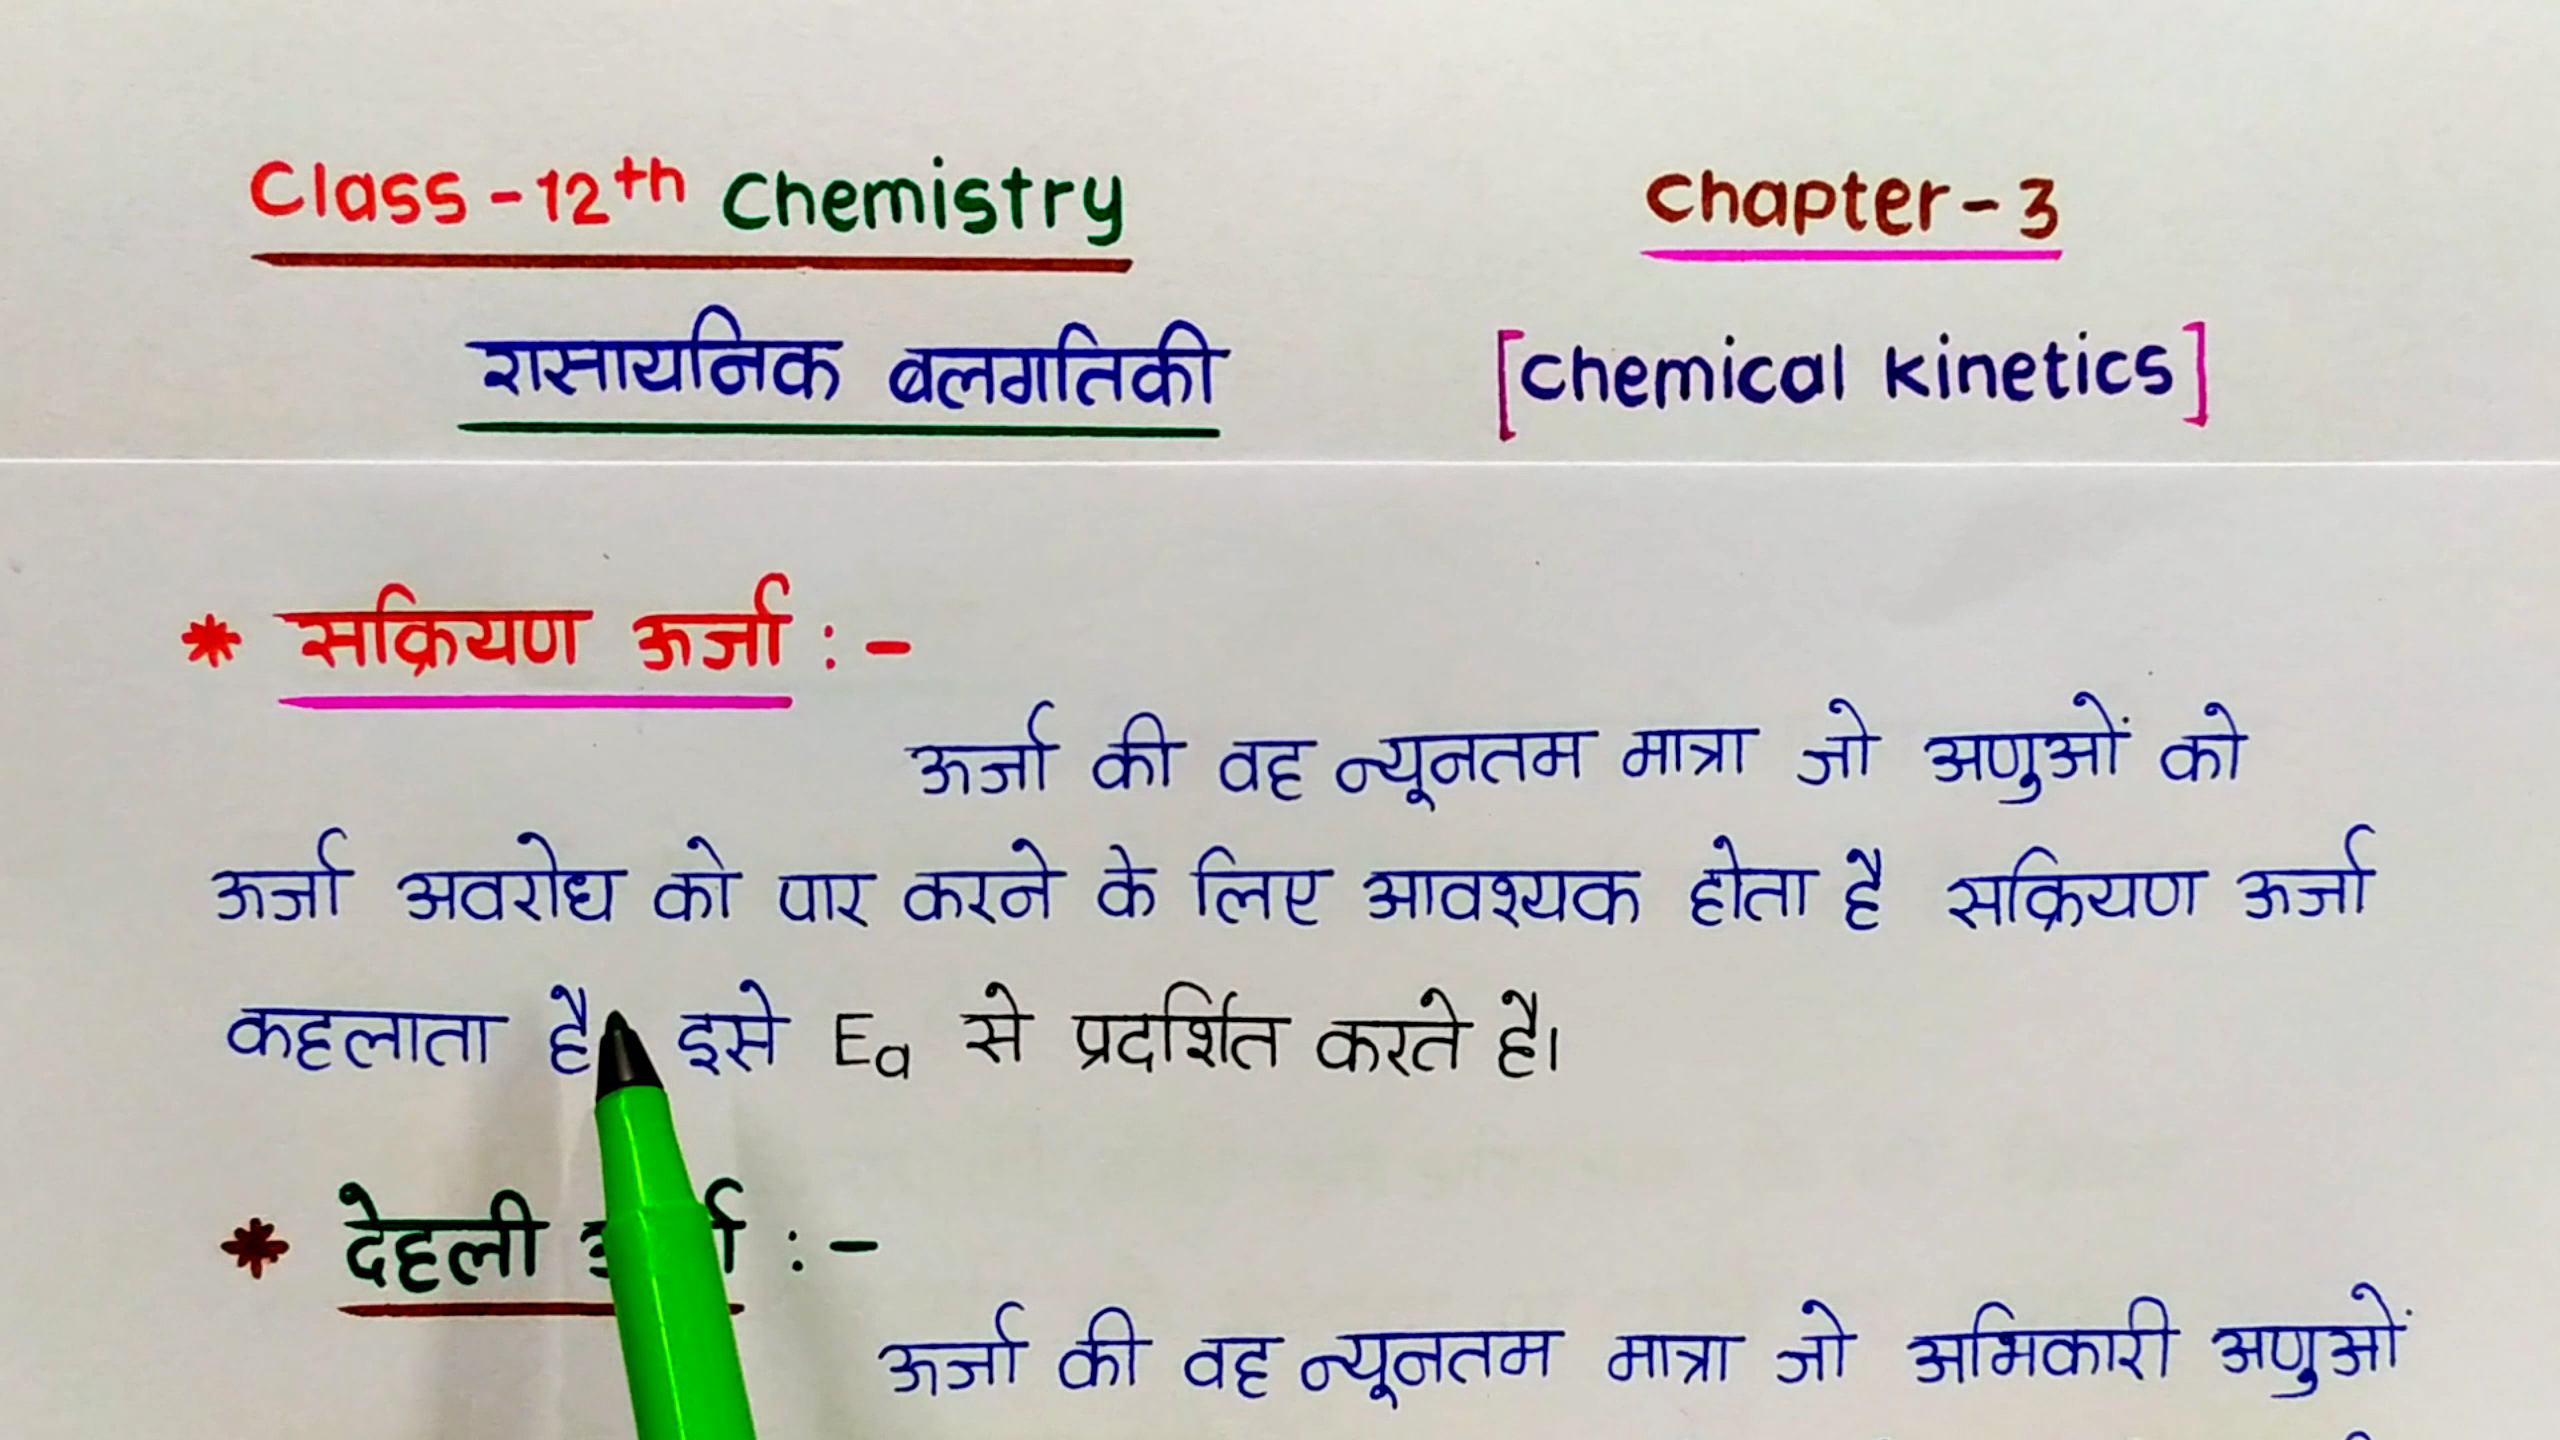 Class-12th Chemistry
Chapter-3
रासायनिक बलगतिकी
[Chemical kinetics]
* सक्रियण ऊर्जा :-
ऊर्जा की वह न्यूनतम मात्रा जो अणुओं को
ऊर्जा अवरोध को पार करने के लिए आवश्यक होता है सक्रियण ऊर्जा
कहलाता है इसे Ea से प्रदर्शित करते है।
* देहली :-
ऊर्जा की वह न्यूनतम मात्रा जो अभिकारी अणुओं